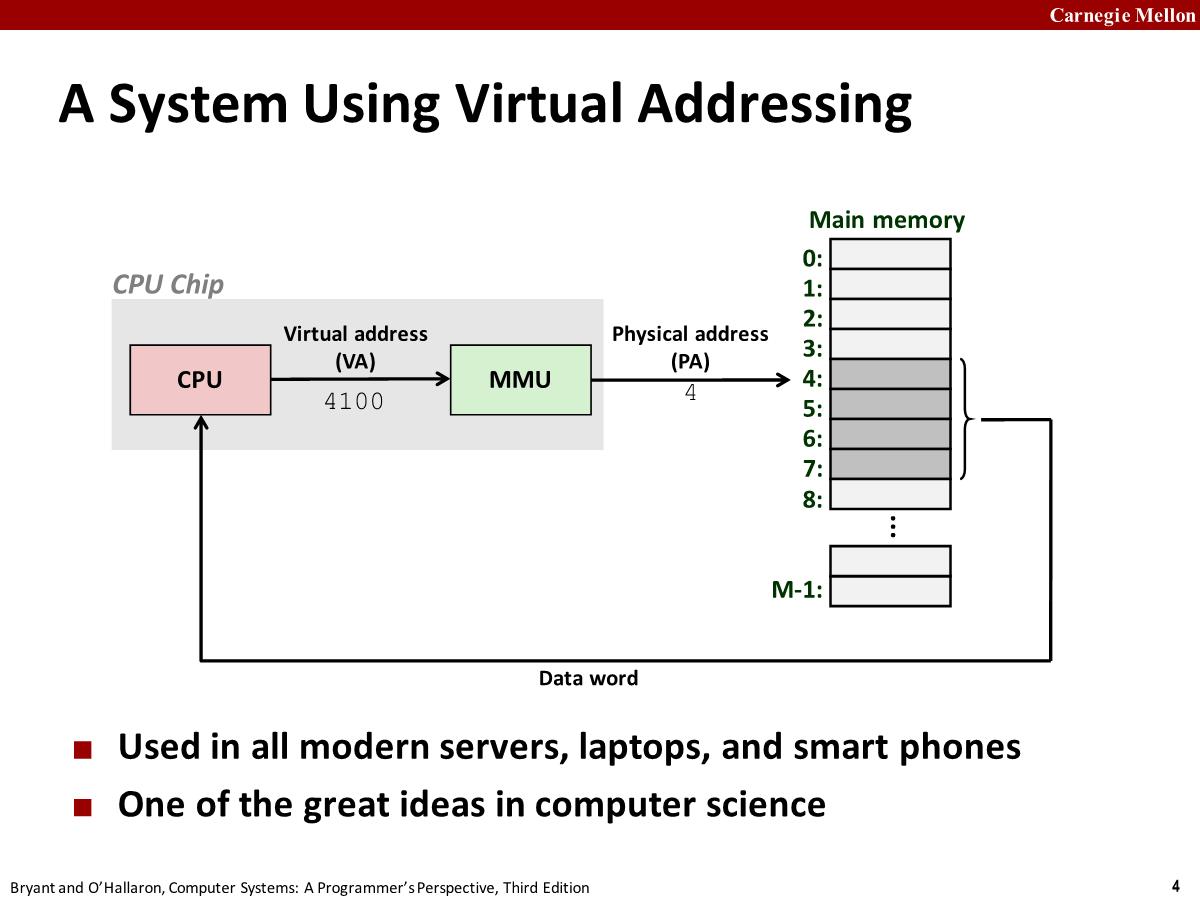 Carnegie Mellon
A System Using Virtual Addressing
Main memory
CPU Chip
0:
1:
2:
3:
4:
5:
6:
7:
8:
M-1:
Virtual address
(VA)
4100
CPU
MMU
Physical address
(PA)
4
Data word
Used in all modern servers, laptops, and smart phones
One of the great ideas in computer science
Bryant and O’Hallaron, Computer Systems: A Programmer’s Perspective, Third Edition
4